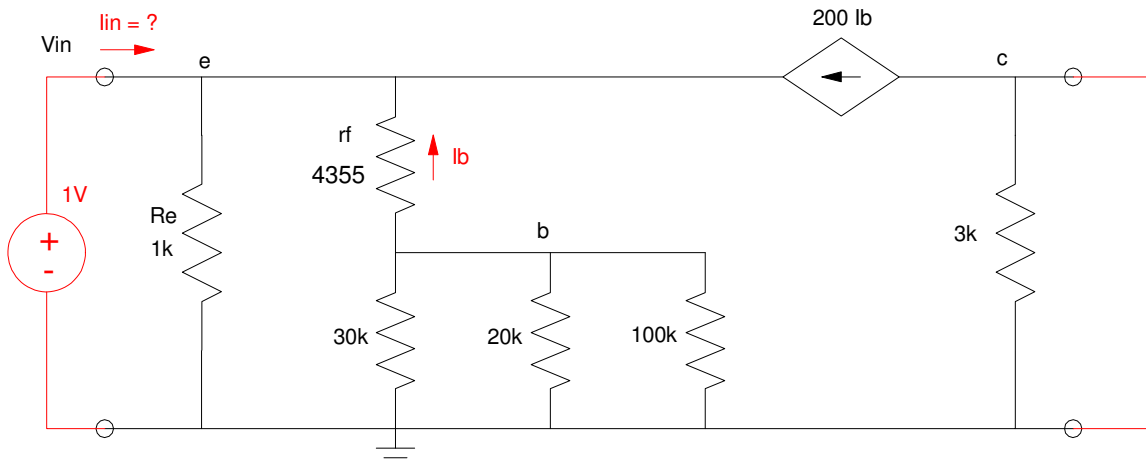 Iin = ?
200 Ib
Vin
e
c
rf
4355
Ib
1V
Re
1k
b
3k
30k
20k
100k
+
-